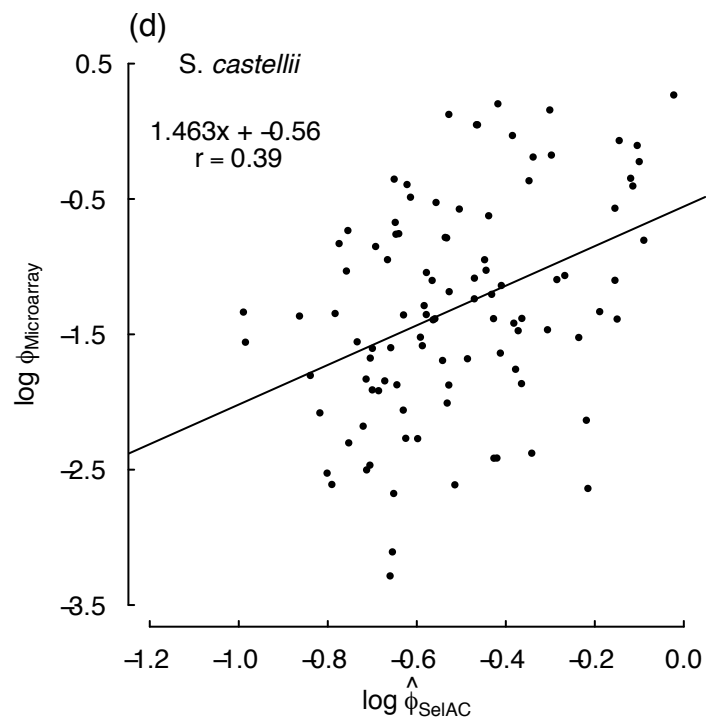 (d)
S. castellii
1.463x + −0.56
r = 0.39
log ϕMicroarray
0.5
−0.5
−1.5
−2.5
−3.5
−1.2 −1.0 −0.8 −0.6 −0.4 −0.2 0.0
log ϕ̂SelAC